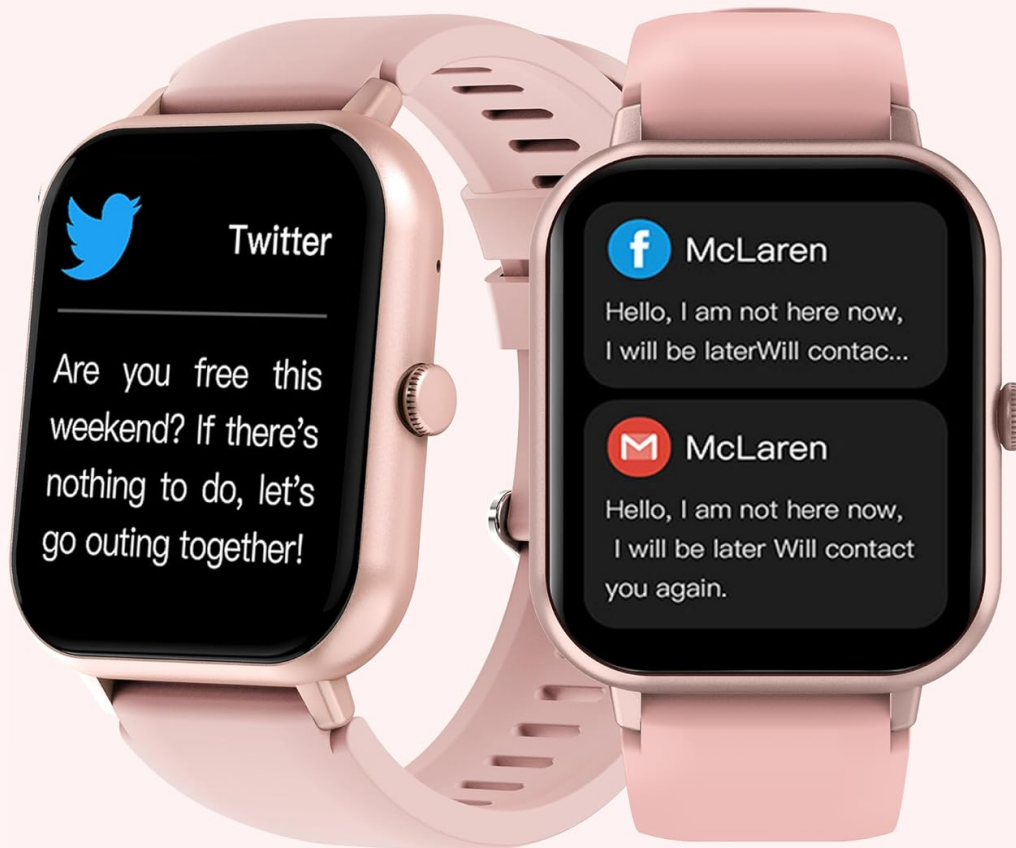 Twitter
Are you free this
weekend? If there's
nothing to do, let's
go outing together!
McLaren
Hello, I am not here now,
I will be laterWill contac...
McLaren
Hello, I am not here now,
I will be later Will contact
you again.